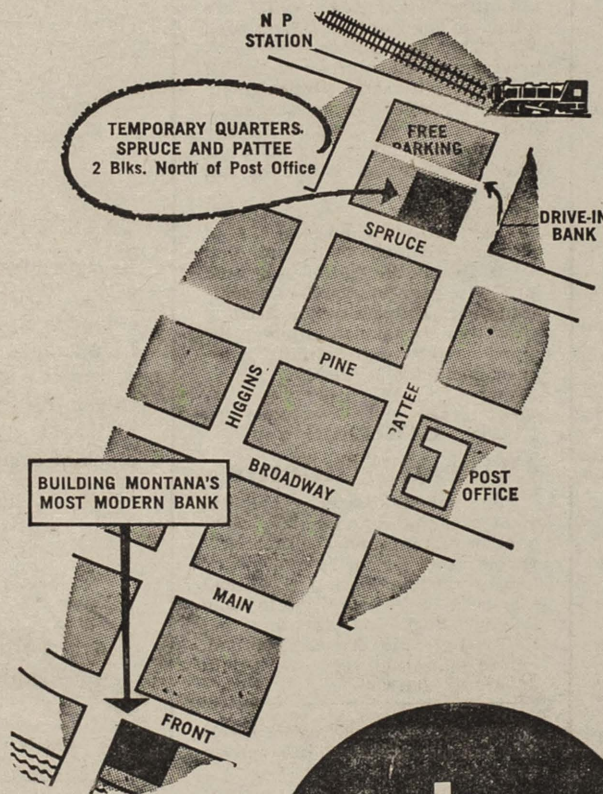 N P
STATION
TEMPORARY QUARTERS.
SPRUCE AND PATTEE
2 Blks. North of Post Office
FREE
PARKING
DRIVE-IN
BANK
SPRUCE
PINE
HIGGINS
PATTEE
BROADWAY
POST
OFFICE
BUILDING MONTANA'S
MOST MODERN BANK
MAIN
FRONT